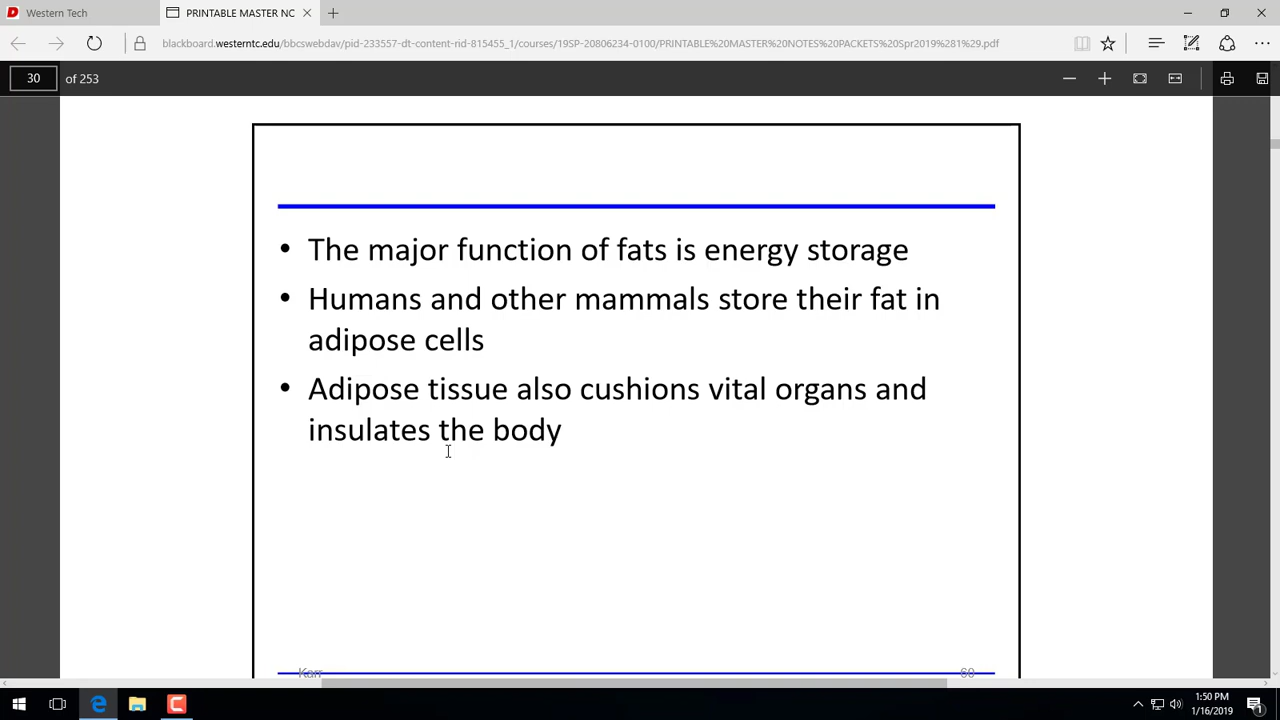 Western Tech
PRINTABLE MASTER NC
blackboard.westerntc.edu/bbcswebdav/pid-233557-dt-content-rid-815455_1/courses/19SP-20806234-0100/PRINTABLE%20MASTER%20NOTES%20PACKETS%20Spr2019%281%29.pdf
30 of 253
• The major function of fats is energy storage
• Humans and other mammals store their fat in
adipose cells
• Adipose tissue also cushions vital organs and
insulates the body
Karr 60
1:50 PM
1/16/2019